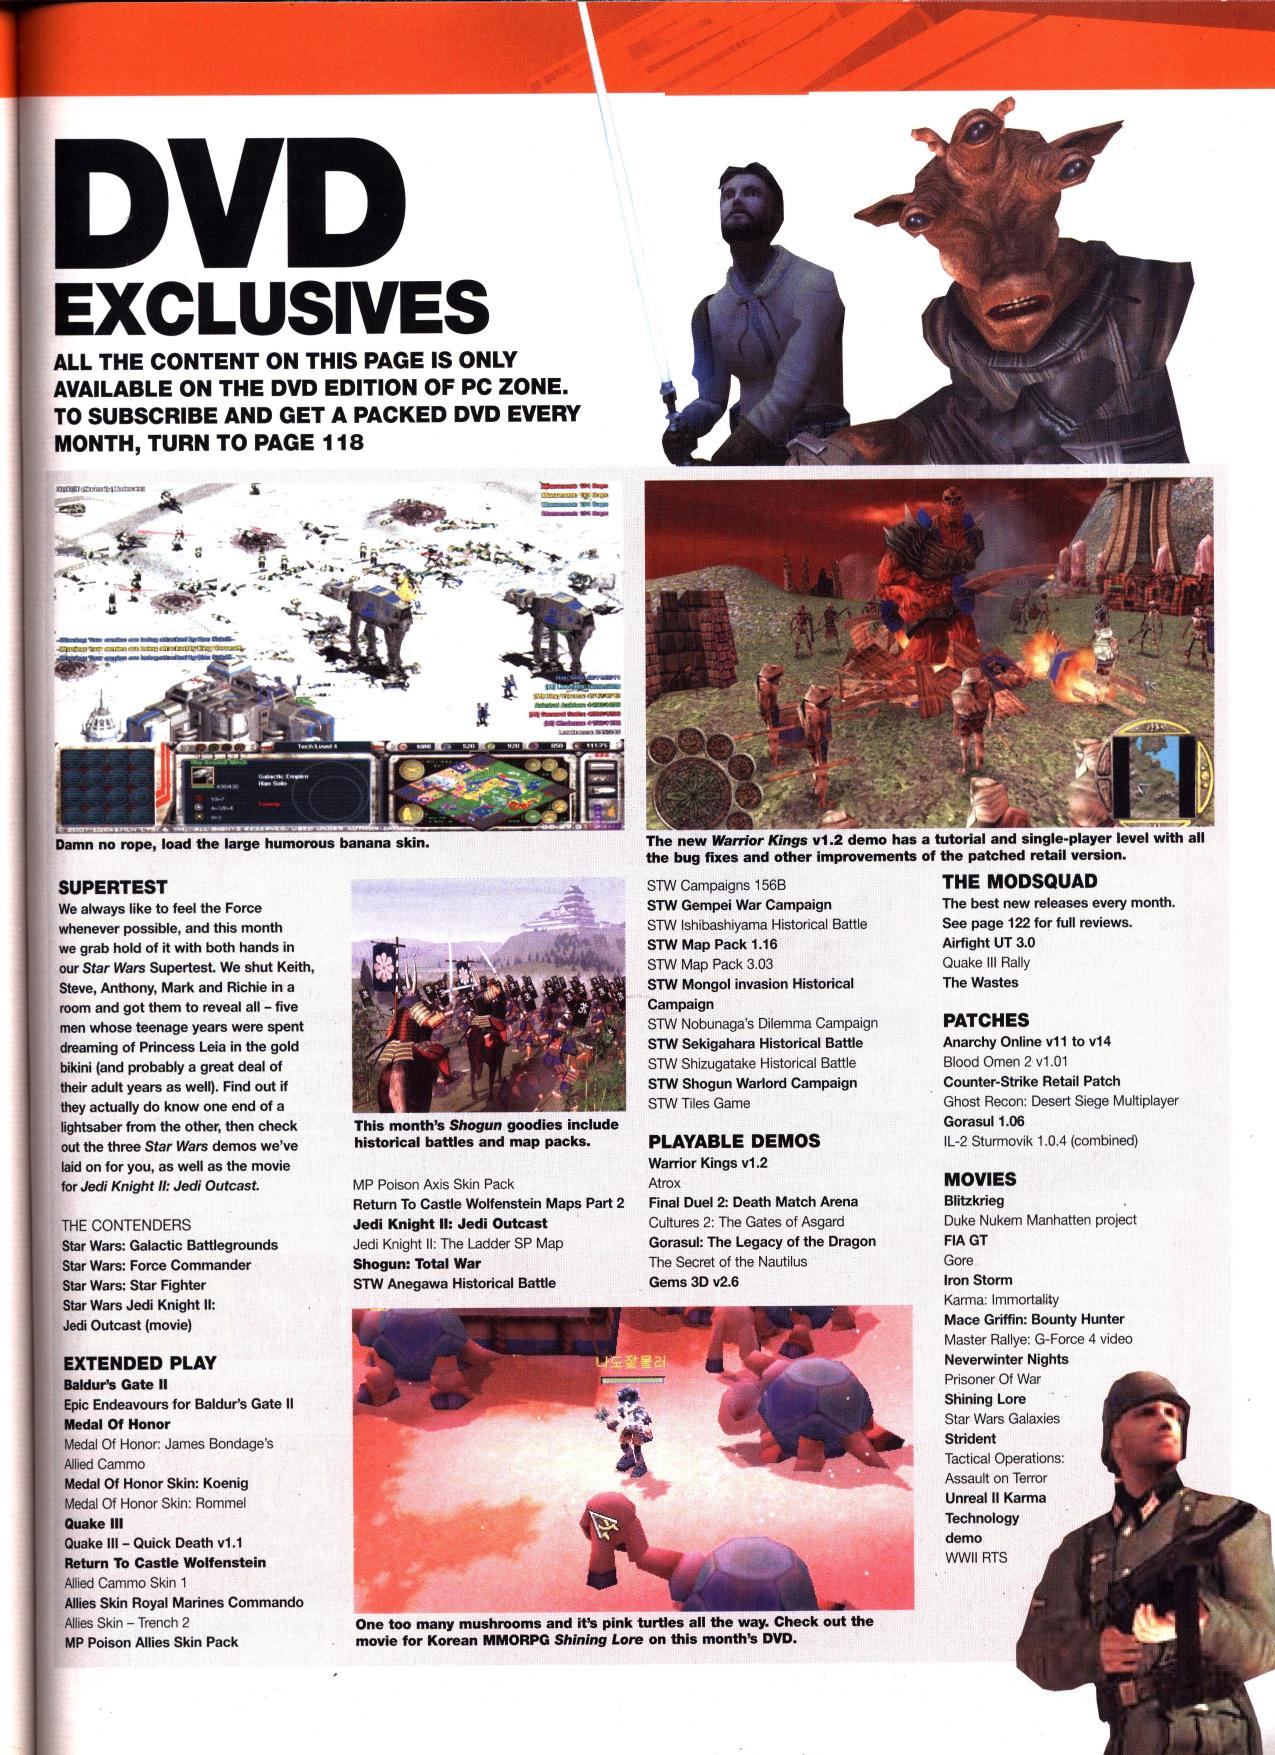 DVD
EXCLUSIVES
ALL THE CONTENT ON THIS PAGE IS ONLY
AVAILABLE ON THE DVD EDITION OF PC ZONE.
TO SUBSCRIBE AND GET A PACKED DVD EVERY
MONTH, TURN TO PAGE 118
Tech Level 4
Galactic Empire
Han Solo
Damn no rope, load the large humorous banana skin.
The new Warrior Kings v1.2 demo has a tutorial and single-player level with all
the bug fixes and other improvements of the patched retail version.
SUPERTEST
We always like to feel the Force
whenever possible, and this month
we grab hold of it with both hands in
our Star Wars Supertest. We shut Keith,
Steve, Anthony, Mark and Richie in a
room and got them to reveal all – five
men whose teenage years were spent
dreaming of Princess Leia in the gold
bikini (and probably a great deal of
their adult years as well). Find out if
they actually do know one end of a
lightsaber from the other, then check
out the three Star Wars demos we've
laid on for you, as well as the movie
for Jedi Knight II: Jedi Outcast.
THE CONTENDERS
Star Wars: Galactic Battlegrounds
Star Wars: Force Commander
Star Wars: Star Fighter
Star Wars Jedi Knight II:
Jedi Outcast (movie)
EXTENDED PLAY
Baldur's Gate II
Epic Endeavours for Baldur's Gate II
Medal Of Honor
Medal Of Honor: James Bondage's
Allied Cammo
Medal Of Honor Skin: Koenig
Medal Of Honor Skin: Rommel
Quake III
Quake III – Quick Death v1.1
Return To Castle Wolfenstein
Allied Cammo Skin 1
Allies Skin Royal Marines Commando
Allies Skin – Trench 2
MP Poison Allies Skin Pack
This month's Shogun goodies include
historical battles and map packs.
MP Poison Axis Skin Pack
Return To Castle Wolfenstein Maps Part 2
Jedi Knight II: Jedi Outcast
Jedi Knight II: The Ladder SP Map
Shogun: Total War
STW Anegawa Historical Battle
STW Campaigns 156B
STW Gempei War Campaign
STW Ishibashiyama Historical Battle
STW Map Pack 1.16
STW Map Pack 3.03
STW Mongol invasion Historical
Campaign
STW Nobunaga's Dilemma Campaign
STW Sekigahara Historical Battle
STW Shizugatake Historical Battle
STW Shogun Warlord Campaign
STW Tiles Game
PLAYABLE DEMOS
Warrior Kings v1.2
Atrox
Final Duel 2: Death Match Arena
Cultures 2: The Gates of Asgard
Gorasul: The Legacy of the Dragon
The Secret of the Nautilus
Gems 3D v2.6
나도잘몰러
One too many mushrooms and it's pink turtles all the way. Check out the
movie for Korean MMORPG Shining Lore on this month's DVD.
THE MODSQUAD
The best new releases every month.
See page 122 for full reviews.
Airfight UT 3.0
Quake III Rally
The Wastes
PATCHES
Anarchy Online v11 to v14
Blood Omen 2 v1.01
Counter-Strike Retail Patch
Ghost Recon: Desert Siege Multiplayer
Gorasul 1.06
IL-2 Sturmovik 1.0.4 (combined)
MOVIES
Blitzkrieg
Duke Nukem Manhatten project
FIA GT
Gore
Iron Storm
Karma: Immortality
Mace Griffin: Bounty Hunter
Master Rallye: G-Force 4 video
Neverwinter Nights
Prisoner Of War
Shining Lore
Star Wars Galaxies
Strident
Tactical Operations:
Assault on Terror
Unreal II Karma
Technology
demo
WWII RTS